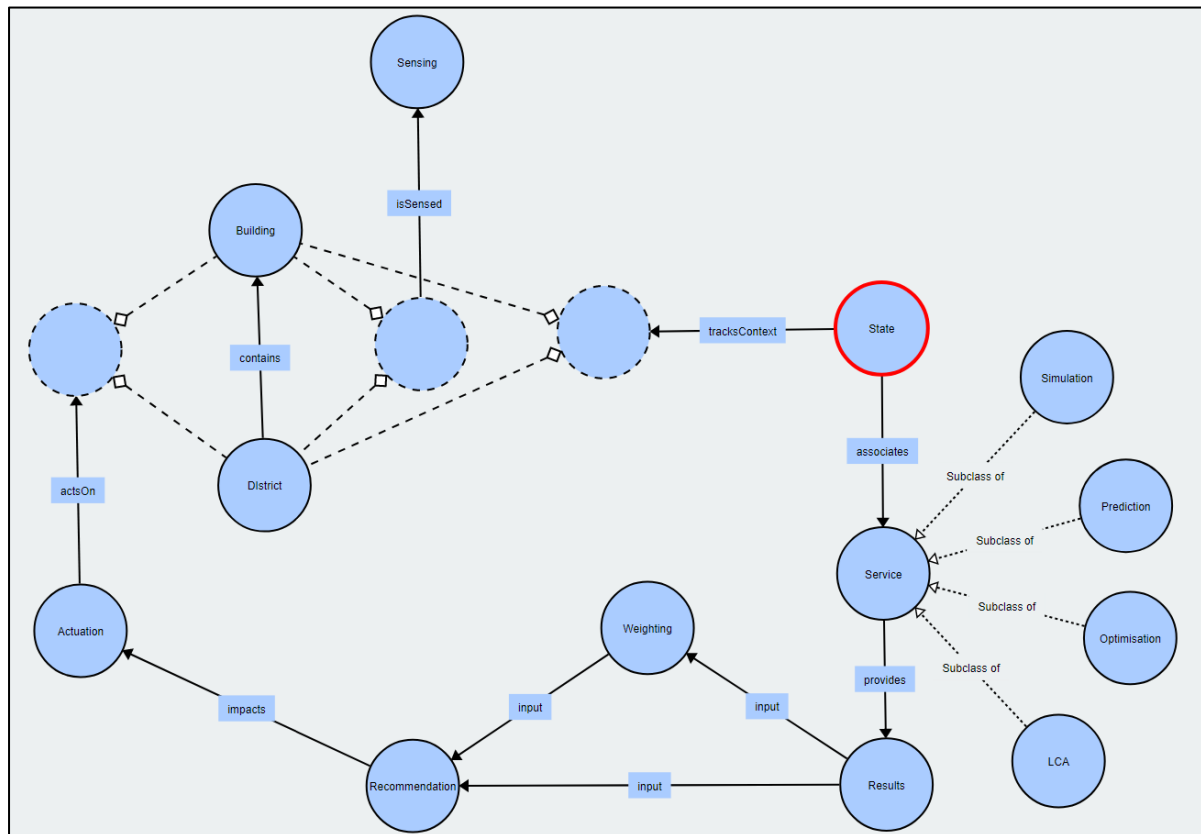 Sensing
isSensed
Building
tracksContext
State
contains
Simulation
associates
Subclass of
DIstrict
actsOn
Prediction
Subclass of
Service
Subclass of
Actuation
Weighting
Optimisation
Subclass of
provides
impacts
input
input
LCA
Recommendation
input
Results